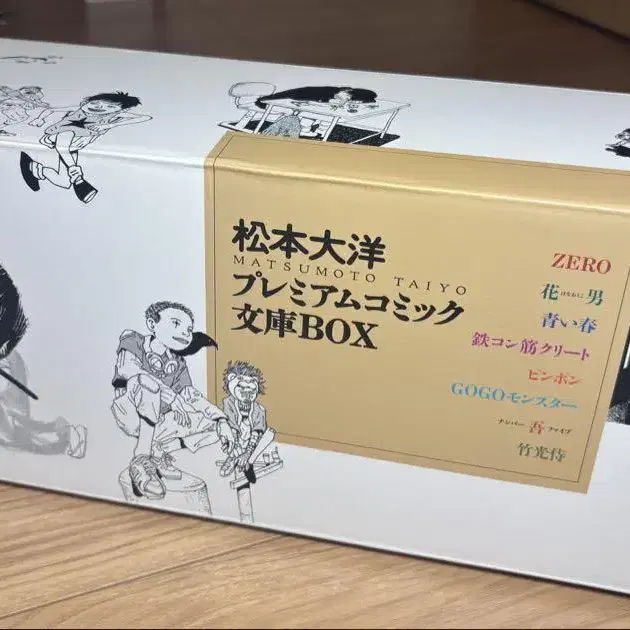 松本大洋
MATSUMOTO TAIYO
プレミアムコミック
文庫BOX
ZERO
花はなおとこ男
青い春
鉄コン筋クリート
ピンポン
GOGOモンスター
ナンバー吾ファイブ
竹光侍